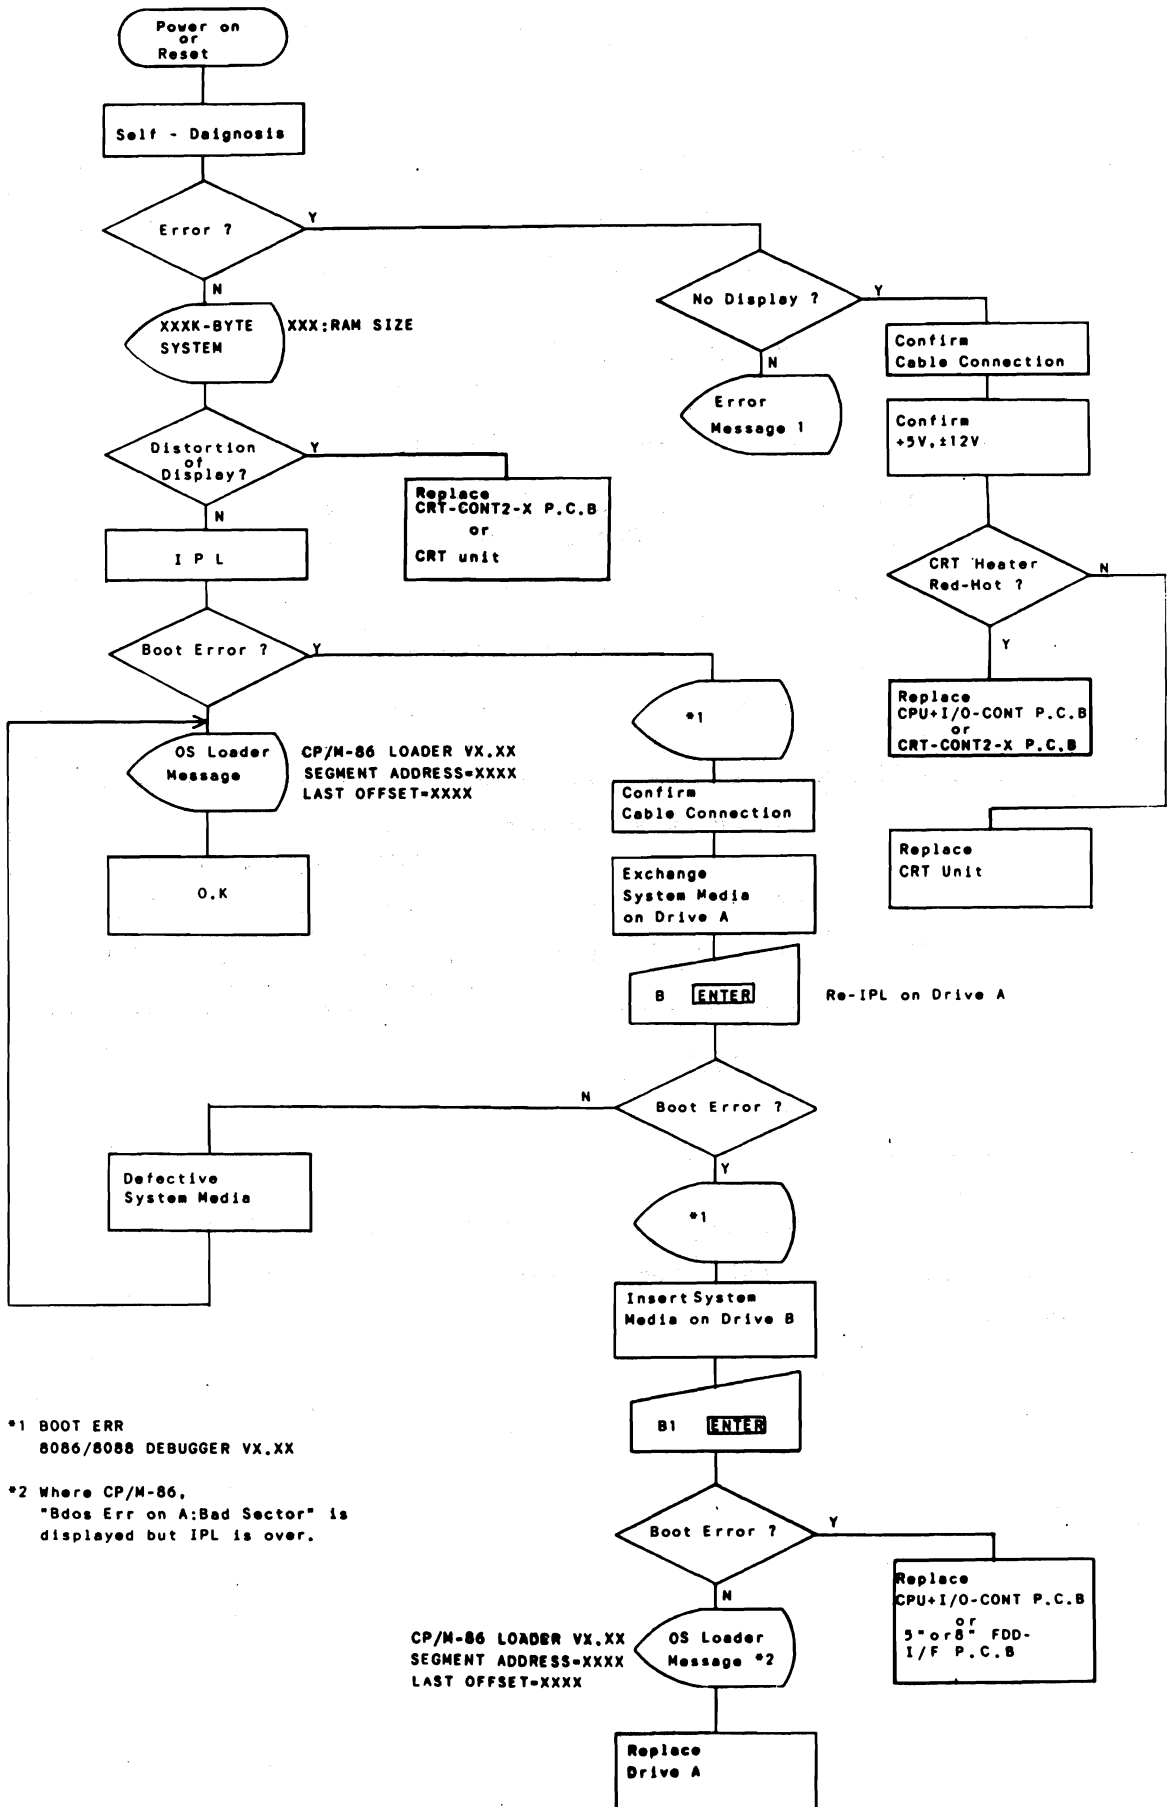 Power on
or
Reset
Self - Daignosis
Error ?
Y
N
XXXK-BYTE
SYSTEM
XXX:RAM SIZE
No Display ?
Y
N
Error
Message 1
Confirm
Cable Connection
Confirm
+5V,±12V
Distortion
of
Display?
Y
N
Replace
CRT-CONT2-X P.C.B
or
CRT unit
I P L
CRT Heater
Red-Hot ?
N
Y
Boot Error ?
Y
Replace
CPU+I/O-CONT P.C.B
or
CRT-CONT2-X P.C.B
*1
OS Loader
Message
CP/M-86 LOADER VX.XX
SEGMENT ADDRESS=XXXX
LAST OFFSET=XXXX
Confirm
Cable Connection
Replace
CRT Unit
O.K
Exchange
System Media
on Drive A
B ENTER
Re-IPL on Drive A
Boot Error ?
N
Y
Defective
System Media
*1
Insert System
Media on Drive B
B1 ENTER
*1 BOOT ERR
8086/8088 DEBUGGER VX.XX
*2 Where CP/M-86,
"Bdos Err on A:Bad Sector" is
displayed but IPL is over.
Boot Error ?
Y
N
Replace
CPU+I/O-CONT P.C.B
or
5"or8" FDD-
I/F P.C.B
CP/M-86 LOADER VX.XX
SEGMENT ADDRESS=XXXX
LAST OFFSET=XXXX
OS Loader
Message *2
Replace
Drive A